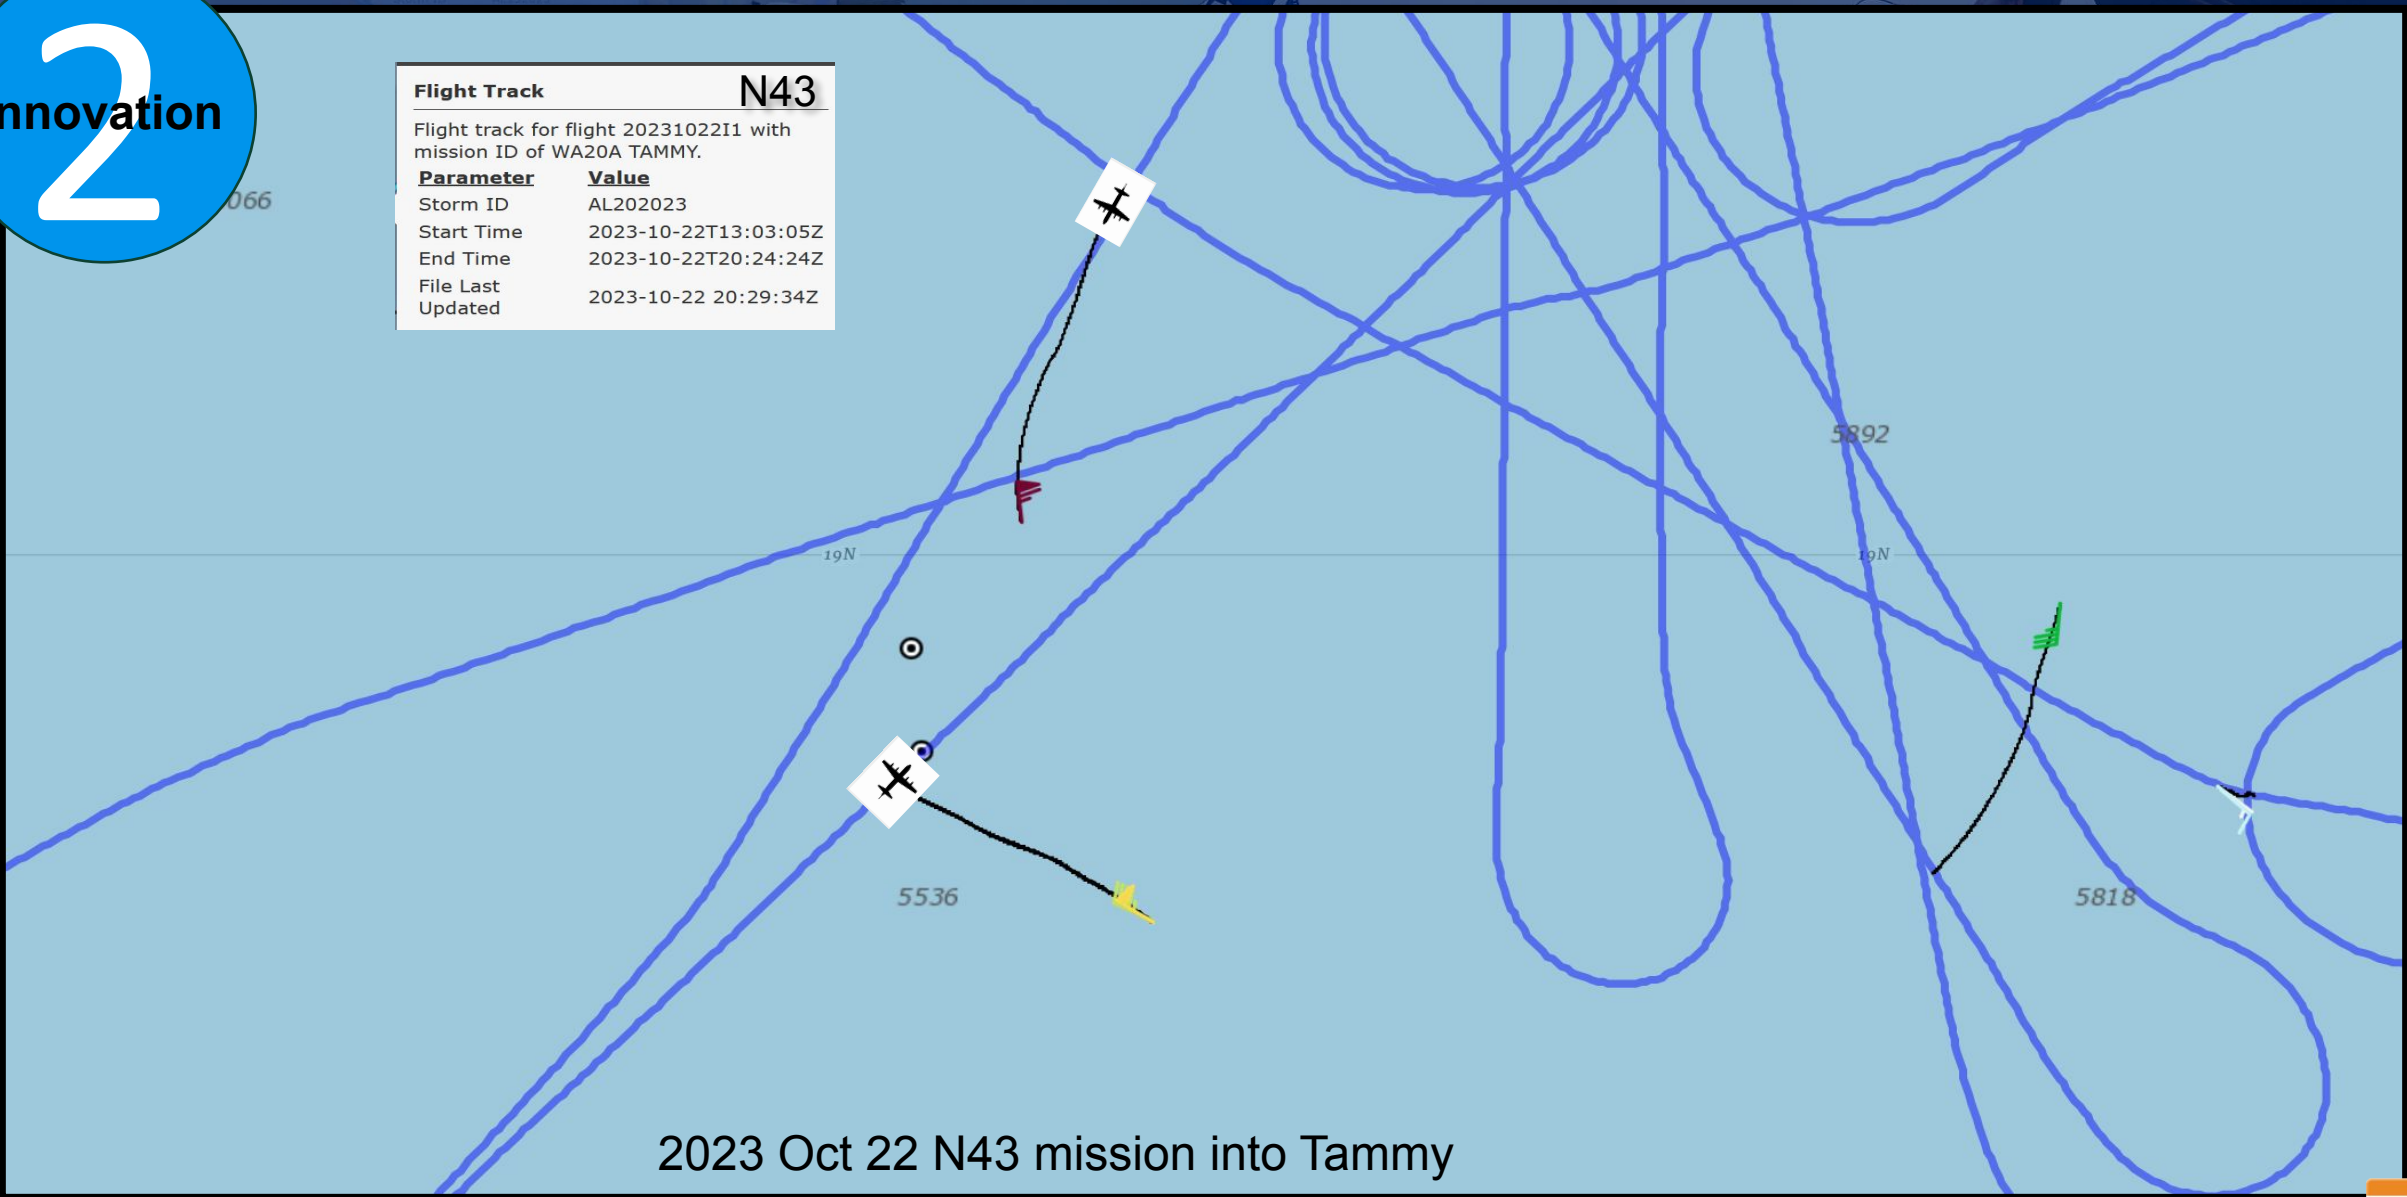 2
nnovation
Flight Track
N43
Flight track for flight 20231022I1 with
mission ID of WA20A TAMMY.
Parameter Value
Storm ID AL202023
Start Time 2023-10-22T13:03:05Z
End Time 2023-10-22T20:24:24Z
File Last
Updated 2023-10-22 20:29:34Z
066
5892
19N 19N
5536
5818
2023 Oct 22 N43 mission into Tammy